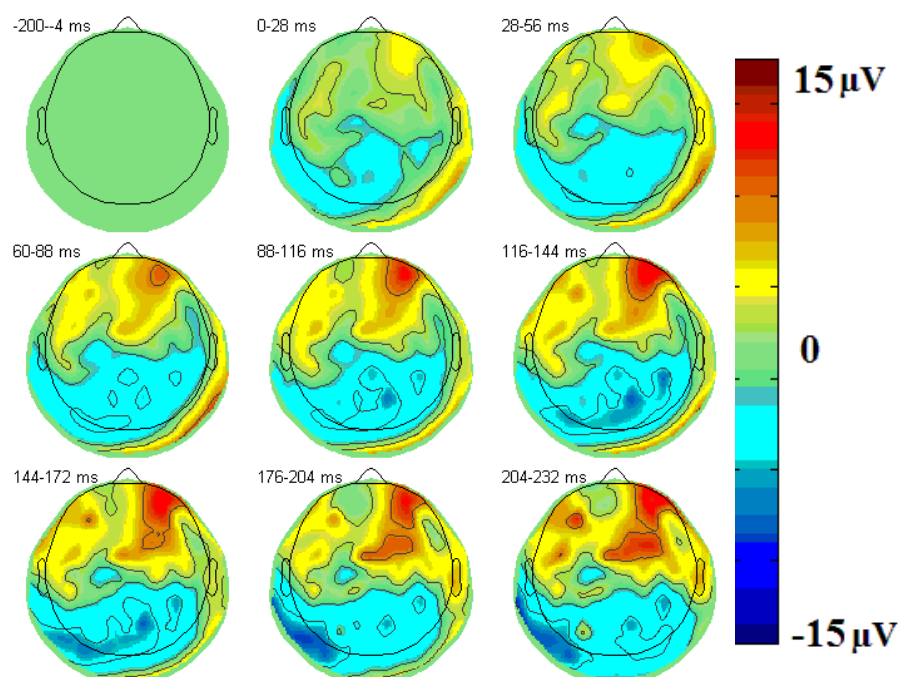 -200--4 ms
0-28 ms
28-56 ms
15 µV
60-88 ms
88-116 ms
116-144 ms
0
144-172 ms
176-204 ms
204-232 ms
-15 µV